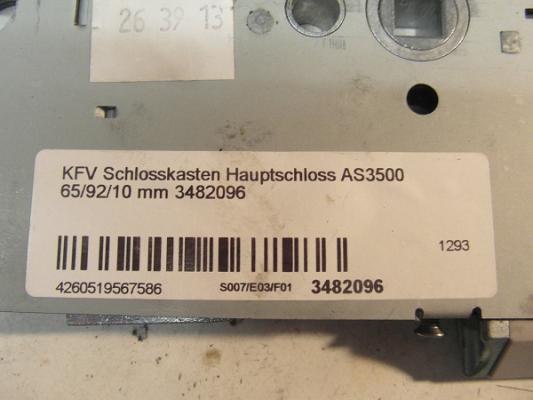 26 39 13
KFV Schlosskasten Hauptschloss AS3500
65/92/10 mm 3482096
1293
4260519567586 S007/E03/F01 3482096